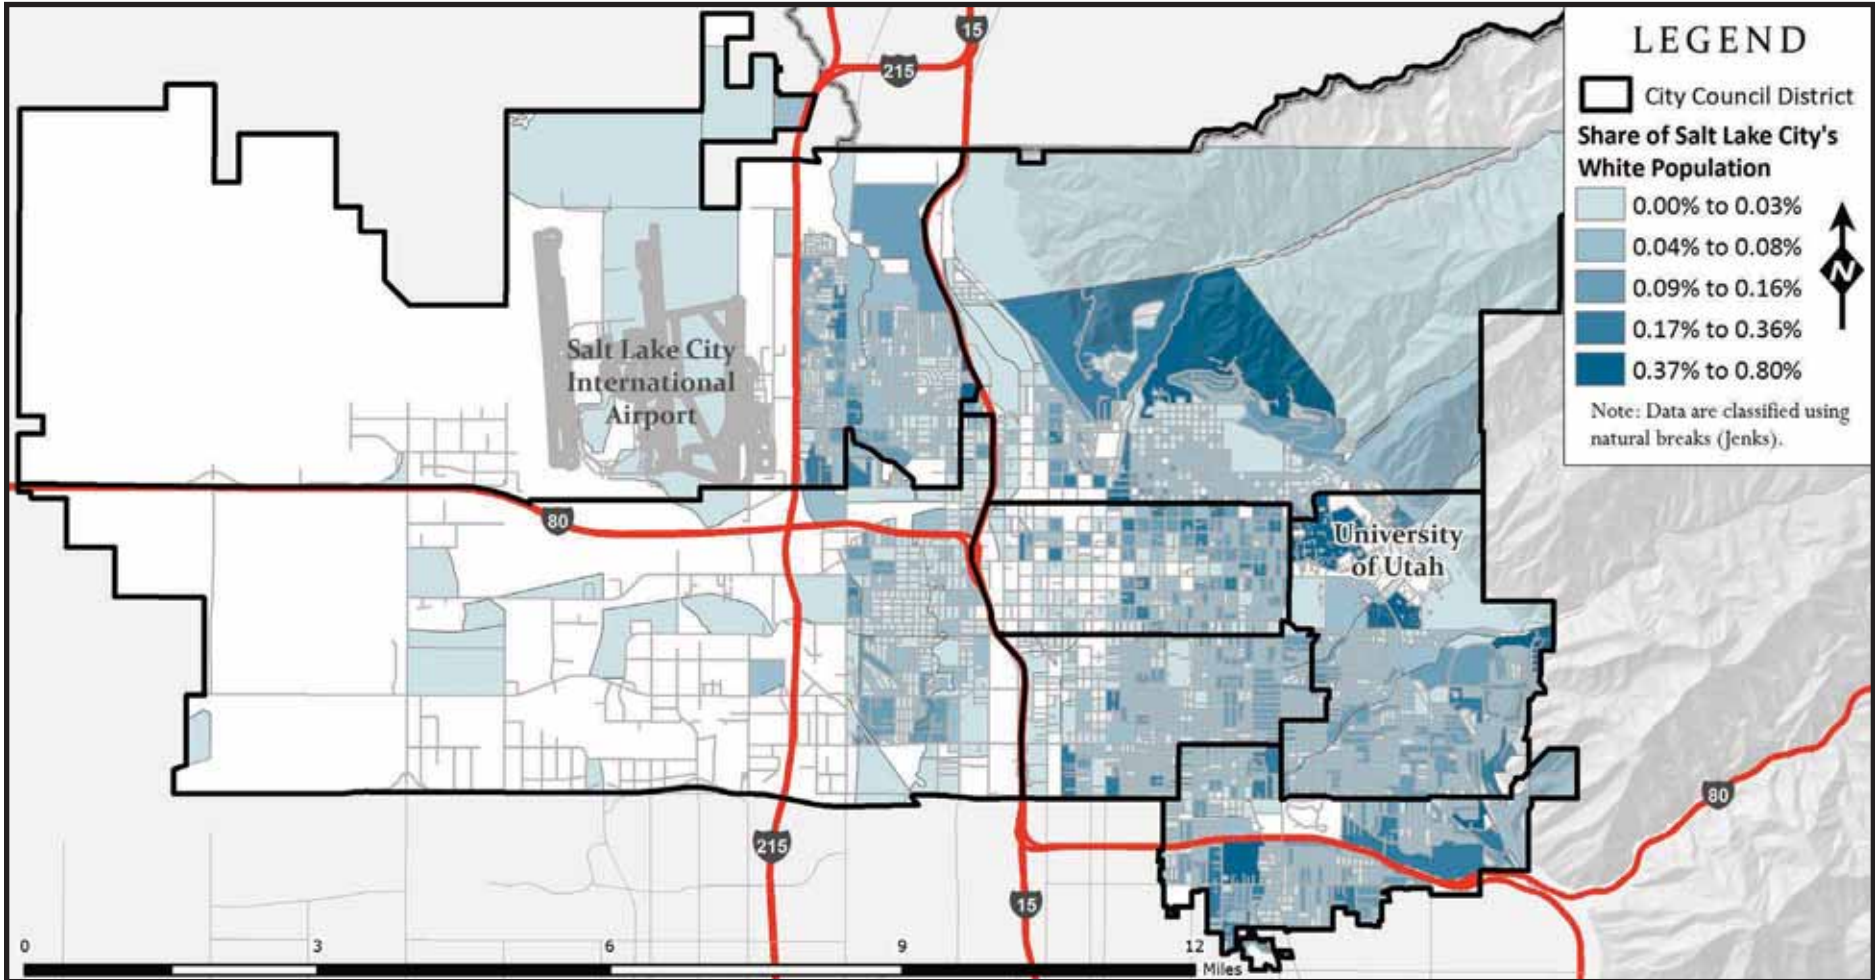 15
215
LEGEND
City Council District
Share of Salt Lake City's
White Population
0.00% to 0.03%
0.04% to 0.08%
0.09% to 0.16%
0.17% to 0.36%
0.37% to 0.80%
N
Note: Data are classified using
natural breaks (Jenks).
Salt Lake City
International
Airport
80
University
of Utah
80
215
15
0 3 6 9 12
Miles